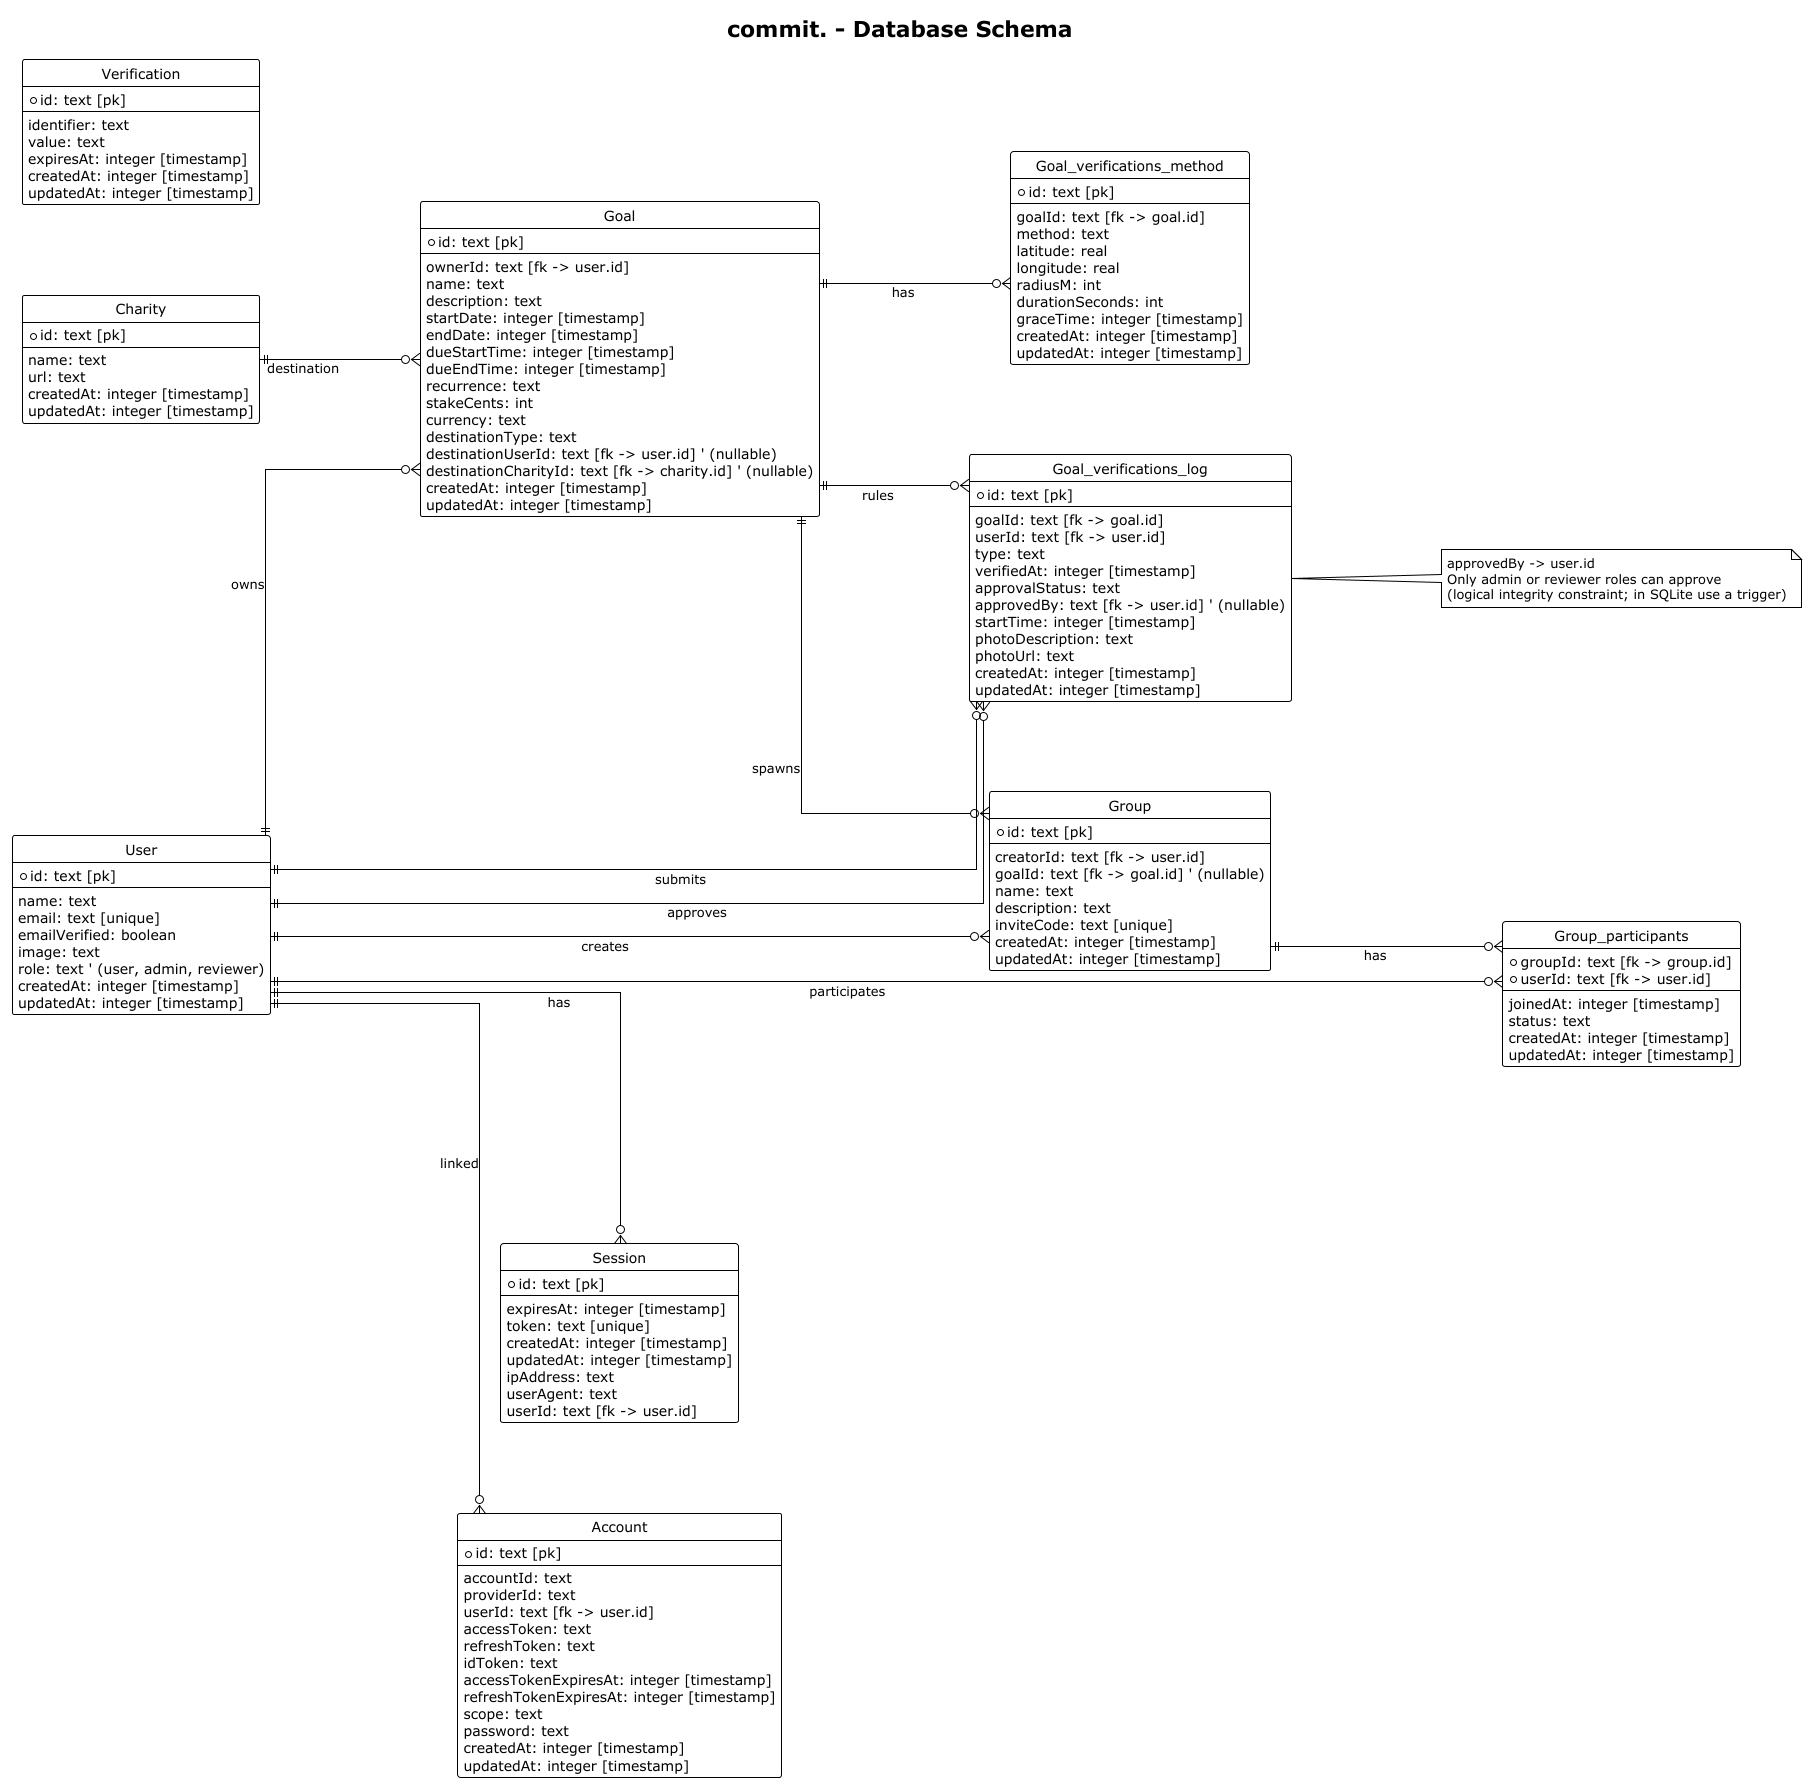 commit. - Database Schema
Verification
id: text [pk]
identifier: text
value: text
expiresAt: integer [timestamp]
createdAt: integer [timestamp]
updatedAt: integer [timestamp]
Goal_verifications_method
id: text [pk]
goalId: text [fk -> goal.id]
method: text
latitude: real
longitude: real
radiusM: int
durationSeconds: int
graceTime: integer [timestamp]
createdAt: integer [timestamp]
updatedAt: integer [timestamp]
Goal
id: text [pk]
ownerId: text [fk -> user.id]
name: text
description: text
startDate: integer [timestamp]
endDate: integer [timestamp]
dueStartTime: integer [timestamp]
dueEndTime: integer [timestamp]
recurrence: text
stakeCents: int
currency: text
destinationType: text
destinationUserId: text [fk -> user.id] ' (nullable)
destinationCharityId: text [fk -> charity.id] ' (nullable)
createdAt: integer [timestamp]
updatedAt: integer [timestamp]
has
Charity
id: text [pk]
name: text
url: text
createdAt: integer [timestamp]
updatedAt: integer [timestamp]
destination
rules
Goal_verifications_log
id: text [pk]
goalId: text [fk -> goal.id]
userId: text [fk -> user.id]
type: text
verifiedAt: integer [timestamp]
approvalStatus: text
approvedBy: text [fk -> user.id] ' (nullable)
startTime: integer [timestamp]
photoDescription: text
photoUrl: text
createdAt: integer [timestamp]
updatedAt: integer [timestamp]
approvedBy -> user.id
Only admin or reviewer roles can approve
(logical integrity constraint; in SQLite use a trigger)
owns
spawns
User
id: text [pk]
name: text
email: text [unique]
emailVerified: boolean
image: text
role: text ' (user, admin, reviewer)
createdAt: integer [timestamp]
updatedAt: integer [timestamp]
submits
approves
creates
participates
has
linked
Group
id: text [pk]
creatorId: text [fk -> user.id]
goalId: text [fk -> goal.id] ' (nullable)
name: text
description: text
inviteCode: text [unique]
createdAt: integer [timestamp]
updatedAt: integer [timestamp]
has
Group_participants
groupId: text [fk -> group.id]
userId: text [fk -> user.id]
joinedAt: integer [timestamp]
status: text
createdAt: integer [timestamp]
updatedAt: integer [timestamp]
Session
id: text [pk]
expiresAt: integer [timestamp]
token: text [unique]
createdAt: integer [timestamp]
updatedAt: integer [timestamp]
ipAddress: text
userAgent: text
userId: text [fk -> user.id]
Account
id: text [pk]
accountId: text
providerId: text
userId: text [fk -> user.id]
accessToken: text
refreshToken: text
idToken: text
accessTokenExpiresAt: integer [timestamp]
refreshTokenExpiresAt: integer [timestamp]
scope: text
password: text
createdAt: integer [timestamp]
updatedAt: integer [timestamp]